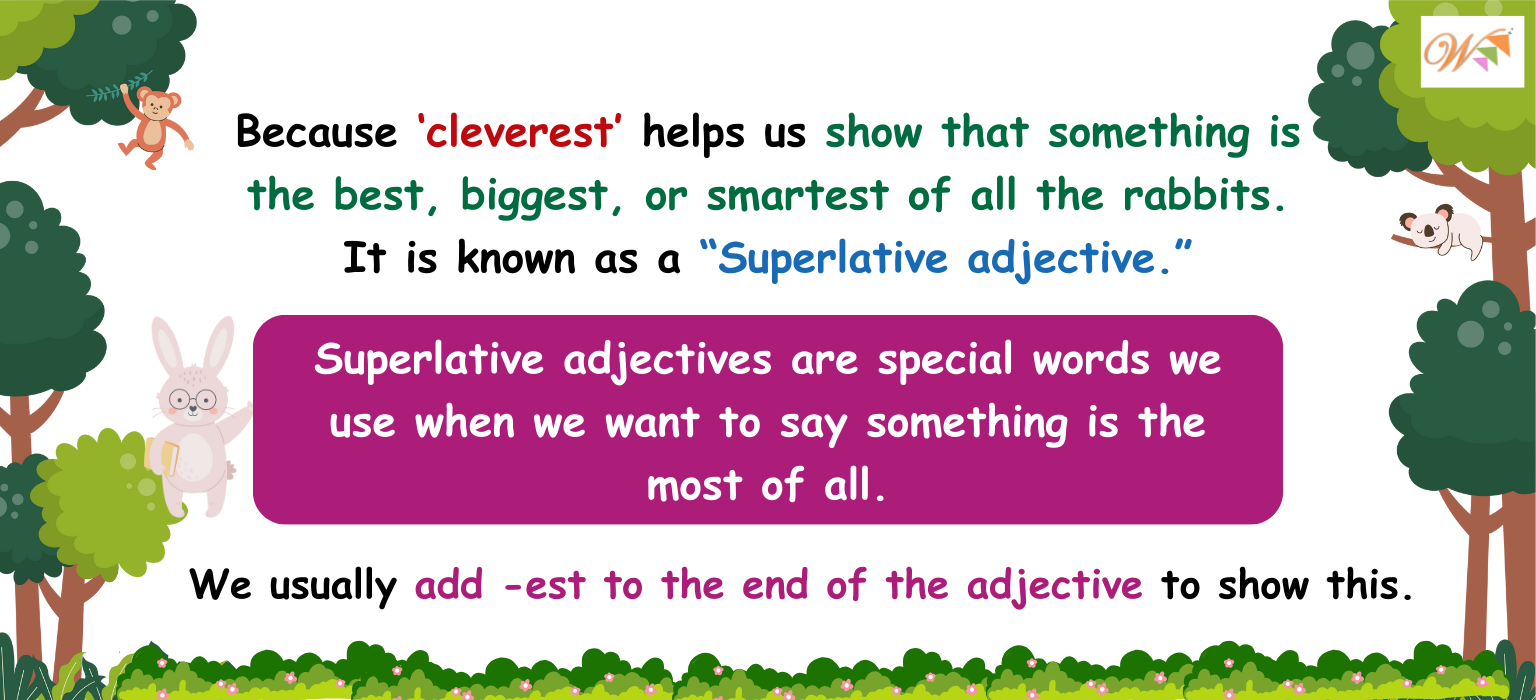 Because ‘cleverest’ helps us show that something is
the best, biggest, or smartest of all the rabbits.
It is known as a “Superlative adjective.”
Superlative adjectives are special words we
use when we want to say something is the
most of all.
We usually add -est to the end of the adjective to show this.
W